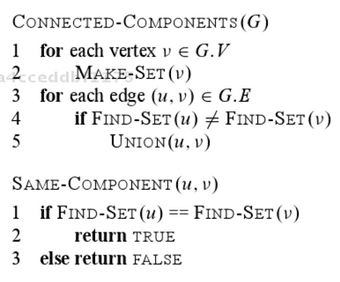 CONNECTED-COMPONENTS(G)
1 for each vertex v ∈ G.V
2 MAKE-SET(v)
3 for each edge (u, v) ∈ G.E
4 if FIND-SET(u) ≠ FIND-SET(v)
5 UNION(u, v)
SAME-COMPONENT(u, v)
1 if FIND-SET(u) == FIND-SET(v)
2 return TRUE
3 else return FALSE